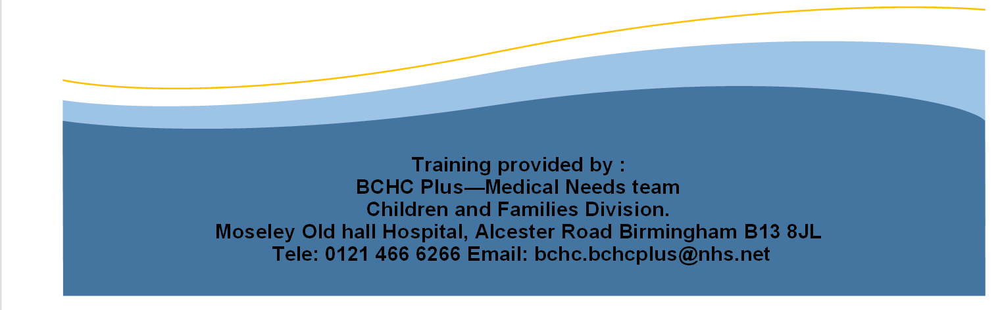 Training provided by :
BCHC Plus—Medical Needs team
Children and Families Division.
Moseley Old hall Hospital, Alcester Road Birmingham B13 8JL
Tele: 0121 466 6266 Email: bchc.bchcplus@nhs.net